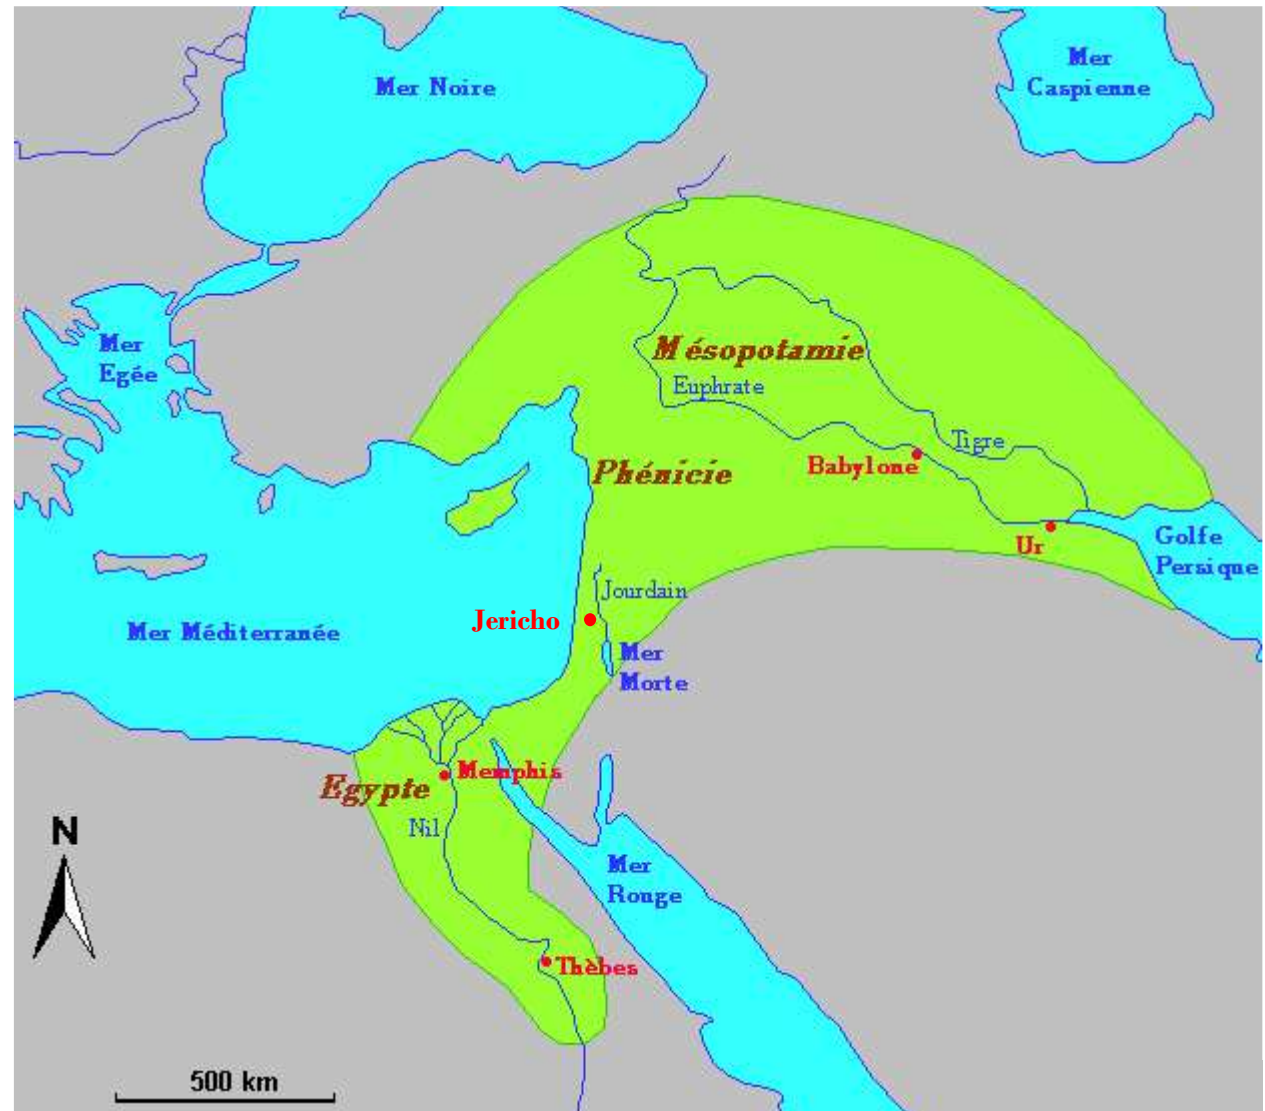 Mer
Caspienne
Mer Noire
Mer
Egée
Mésopotamie
Euphrate
Tigre
Babylone
Phénicie
Ur
Golfe
Persique
Jourdain
Jericho
Mer Méditerranée
Mer
Morte
Memphis
Egypte
Nil
N
Mer
Rouge
Thèbes
500 km